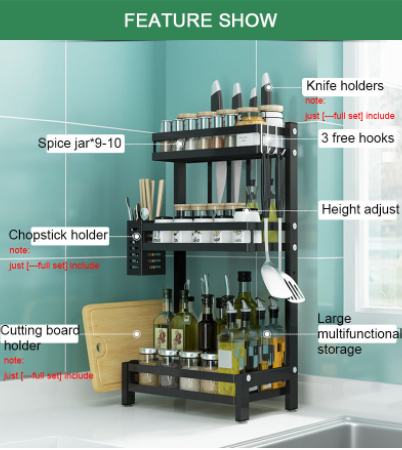 FEATURE SHOW
Knife holders
note:
just [---full set] include
Spice jar*9-10
3 free hooks
Height adjust
Chopstick holder
note:
just [---full set] include
Cutting board
holder
note:
just [---full set] include
Large
multifunctional
storage